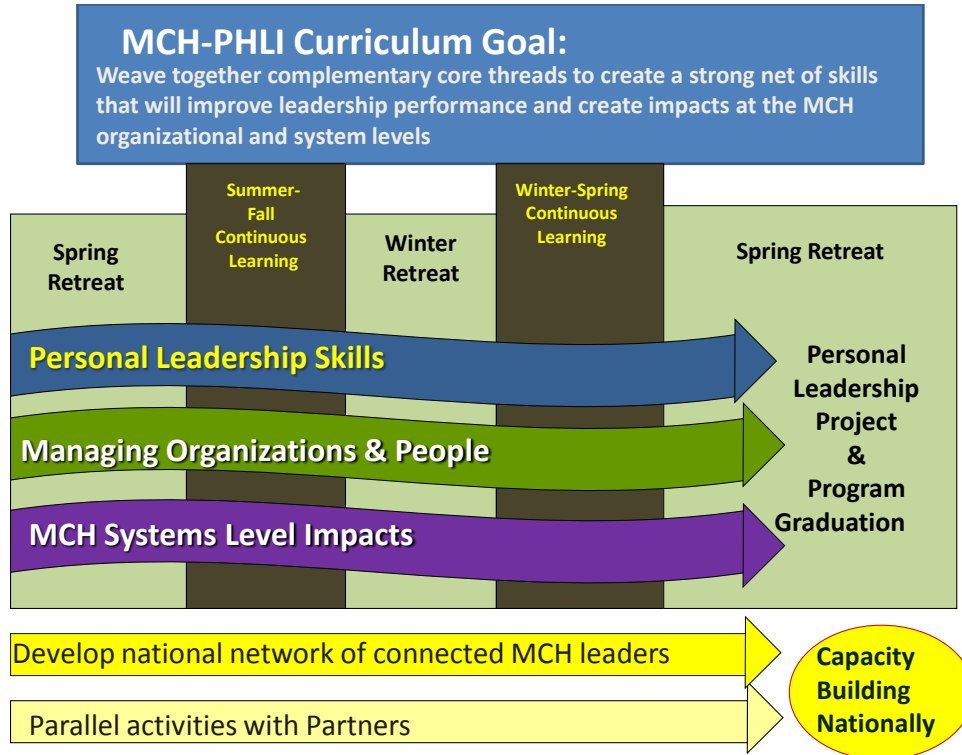 MCH-PHLI Curriculum Goal:
Weave together complementary core threads to create a strong net of skills
that will improve leadership performance and create impacts at the MCH
organizational and system levels
Spring
Retreat
Summer-
Fall
Continuous
Learning
Winter
Retreat
Winter-Spring
Continuous
Learning
Spring Retreat
Personal Leadership Skills
Managing Organizations & People
MCH Systems Level Impacts
Personal
Leadership
Project
&
Program
Graduation
Develop national network of connected MCH leaders
Parallel activities with Partners
Capacity
Building
Nationally